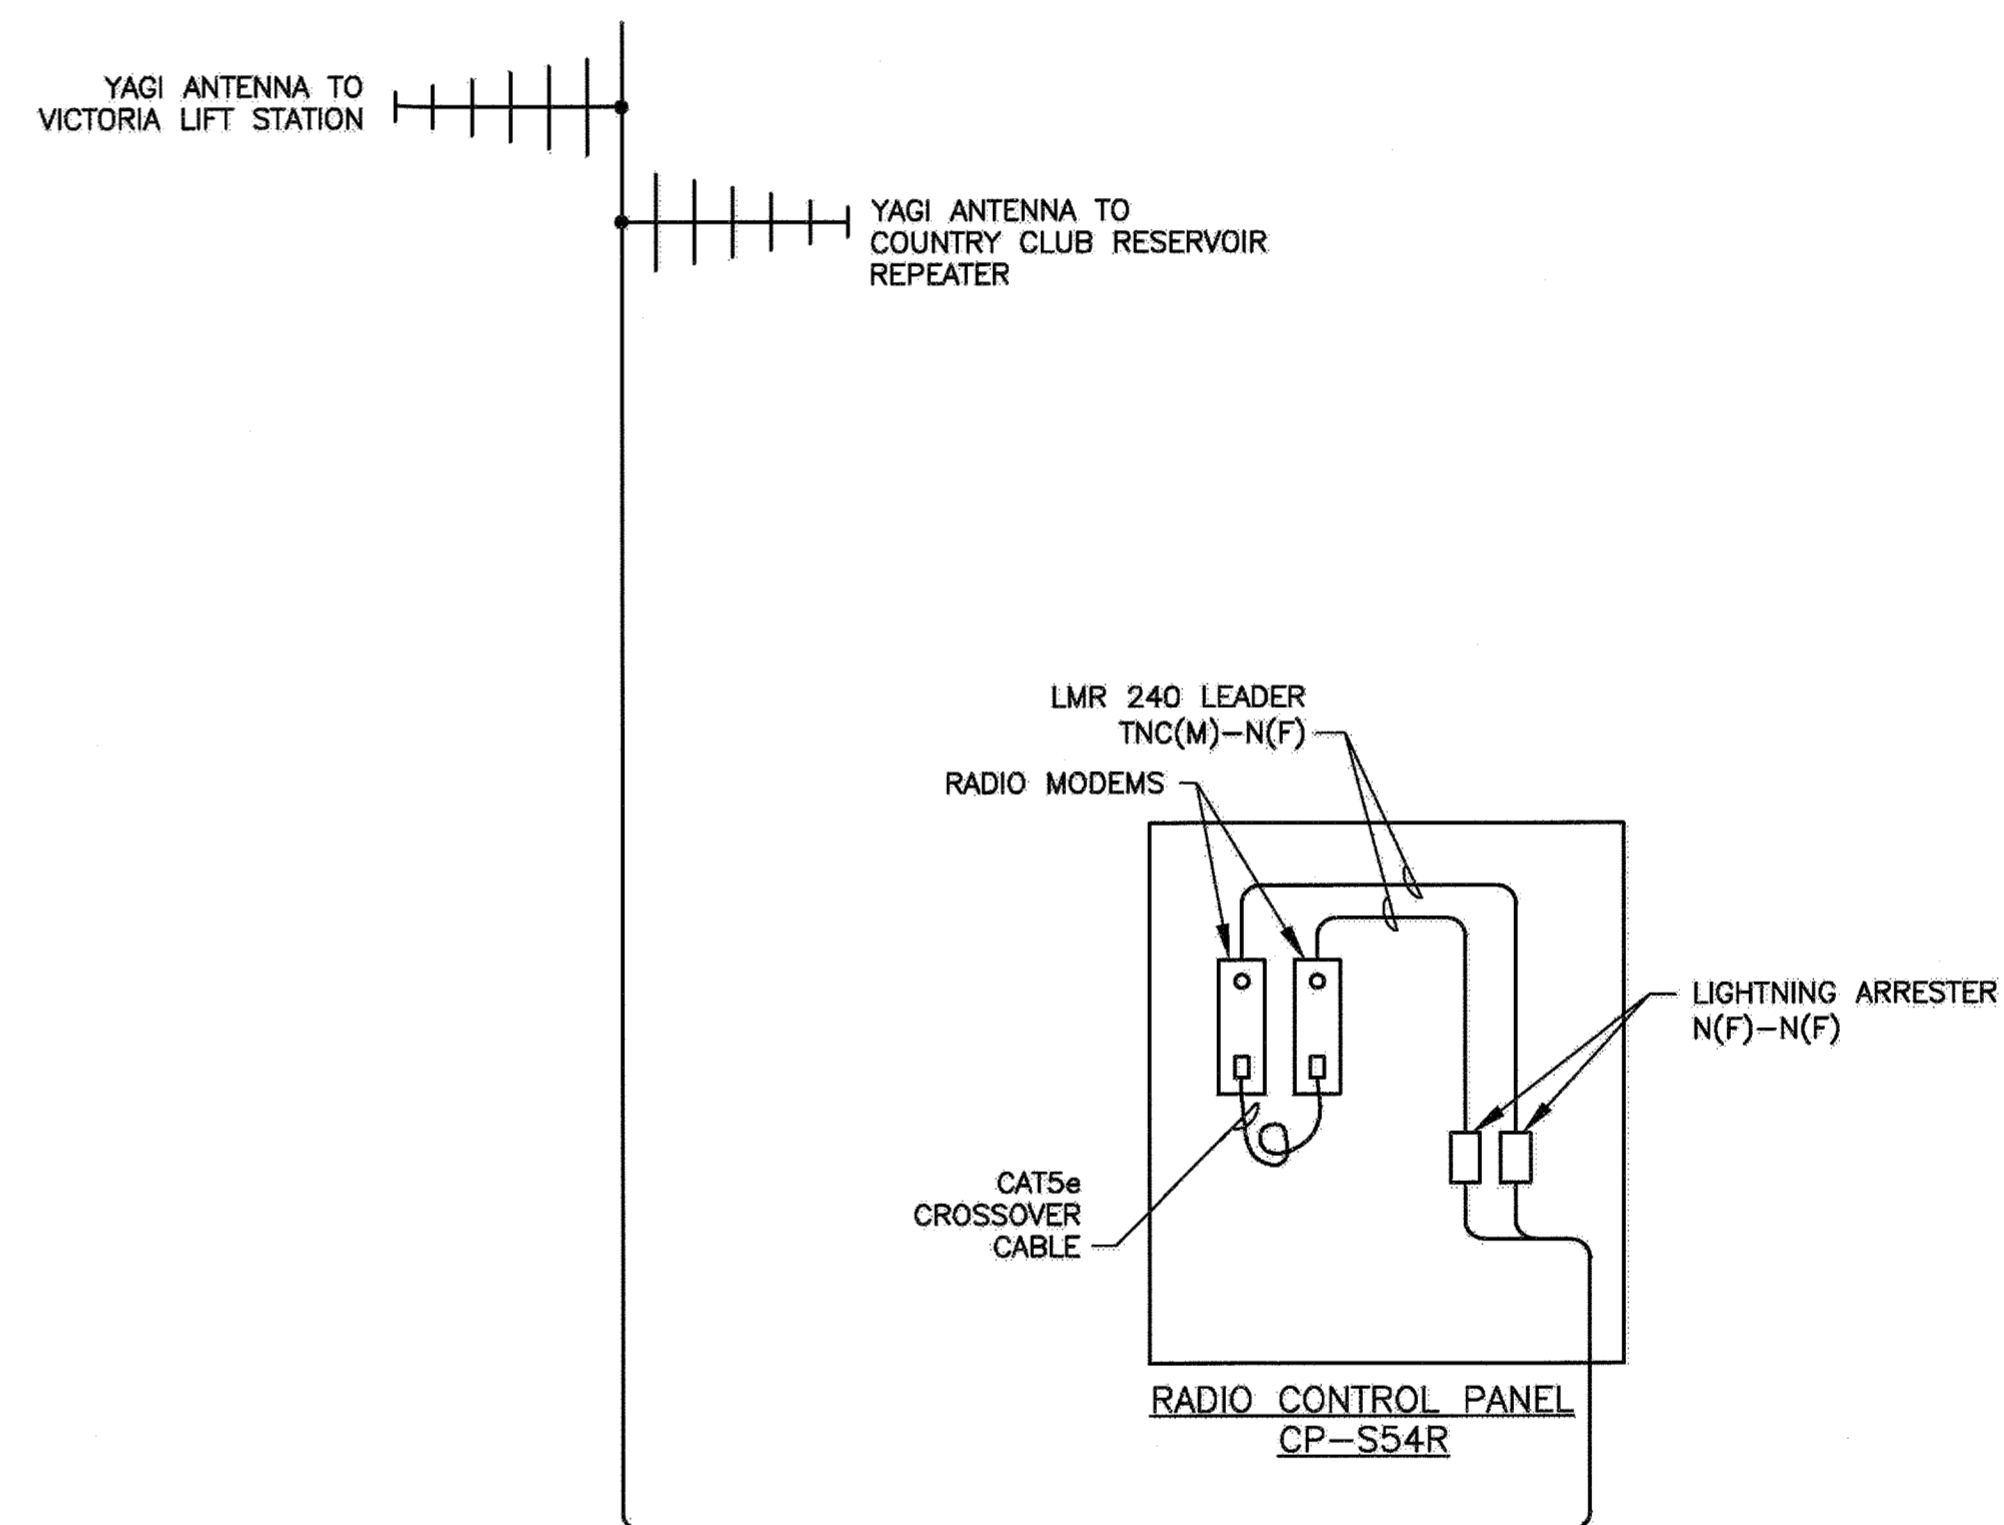 YAGI ANTENNA TO
VICTORIA LIFT STATION
YAGI ANTENNA TO
COUNTRY CLUB RESERVOIR
REPEATER
LMR 240 LEADER
TNC(M)-N(F)
RADIO MODEMS
LIGHTNING ARRESTER
N(F)-N(F)
CAT5e
CROSSOVER
CABLE
RADIO CONTROL PANEL
CP-S54R